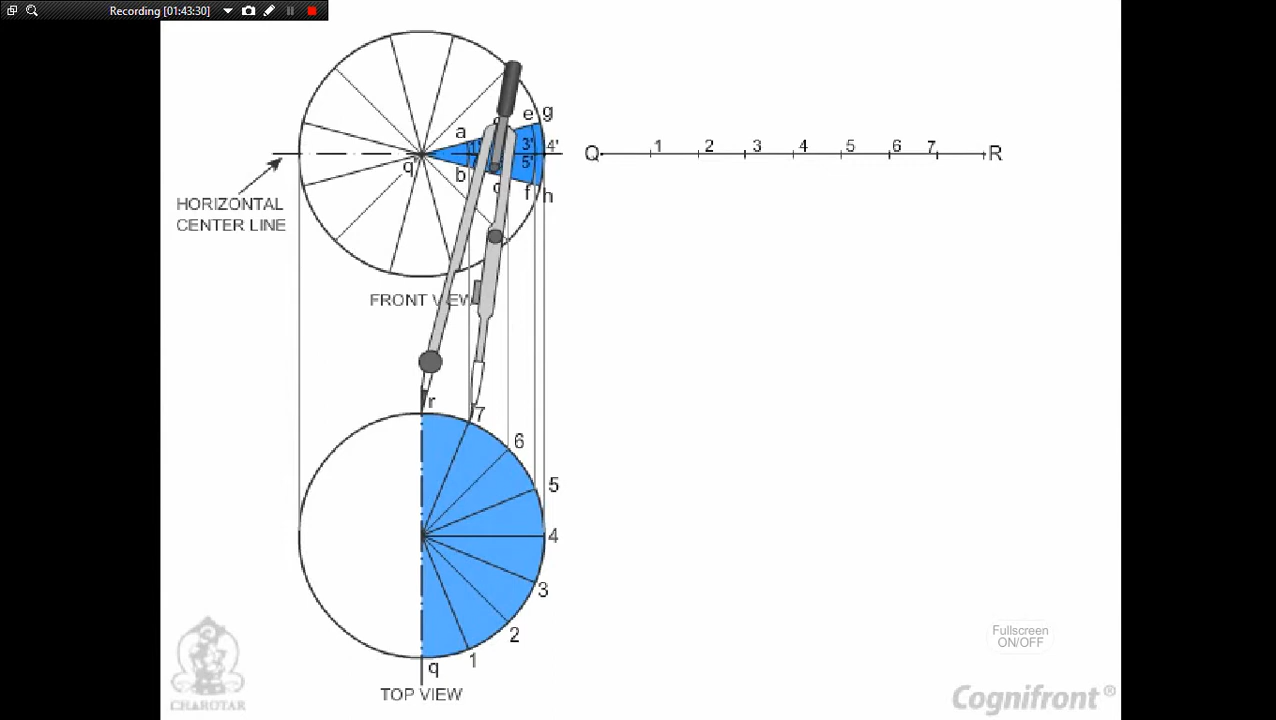 Recording [01:43:30]
a
e
g
1'
3'
4'
5'
q'
b
f
h
HORIZONTAL
CENTER LINE
FRONT VIEW
Q 1 2 3 4 5 6 7 R
r
7
6
5
4
3
2
1
q
TOP VIEW
Fullscreen
ON/OFF
CHAROTAR
Cognifront ®